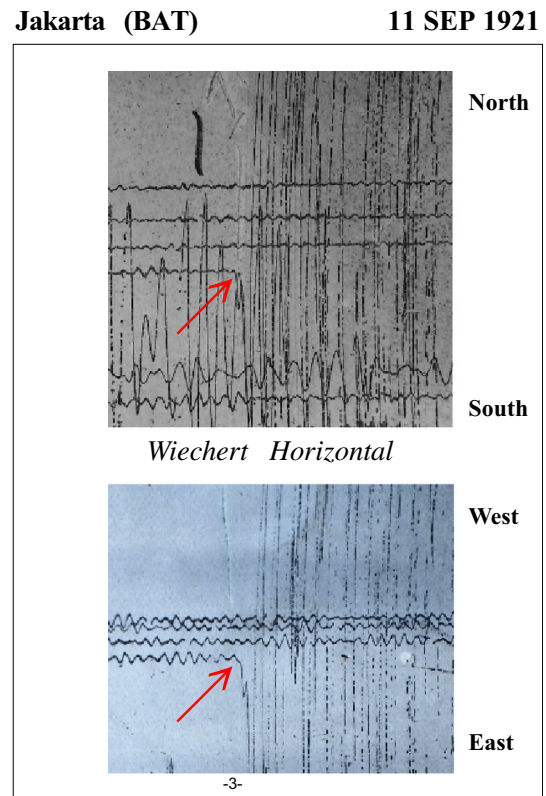 Jakarta (BAT) 11 SEP 1921
North
South
Wiechert Horizontal
West
East
-3-